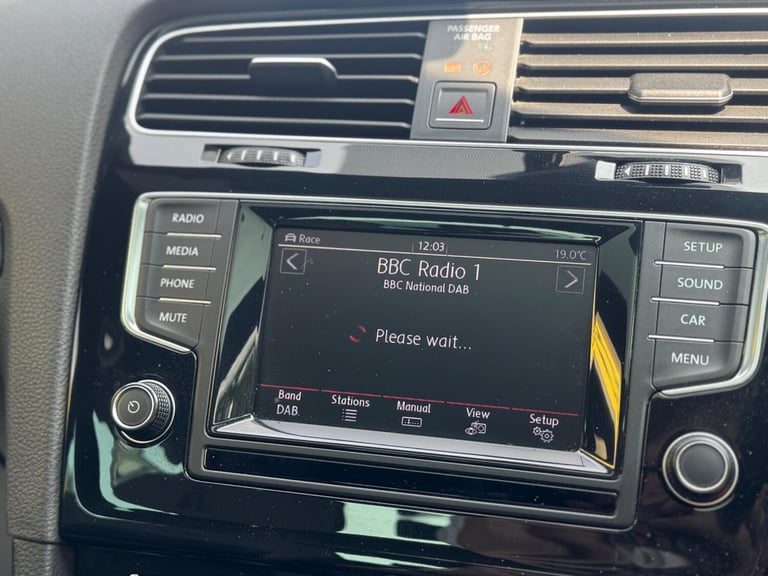 PASSENGER
AIR BAG
RADIO
MEDIA
PHONE
MUTE
Race
12:03
19.0°C
BBC Radio 1
BBC National DAB
Please wait...
Band
DAB
Stations
Manual
View
Setup
SETUP
SOUND
CAR
MENU